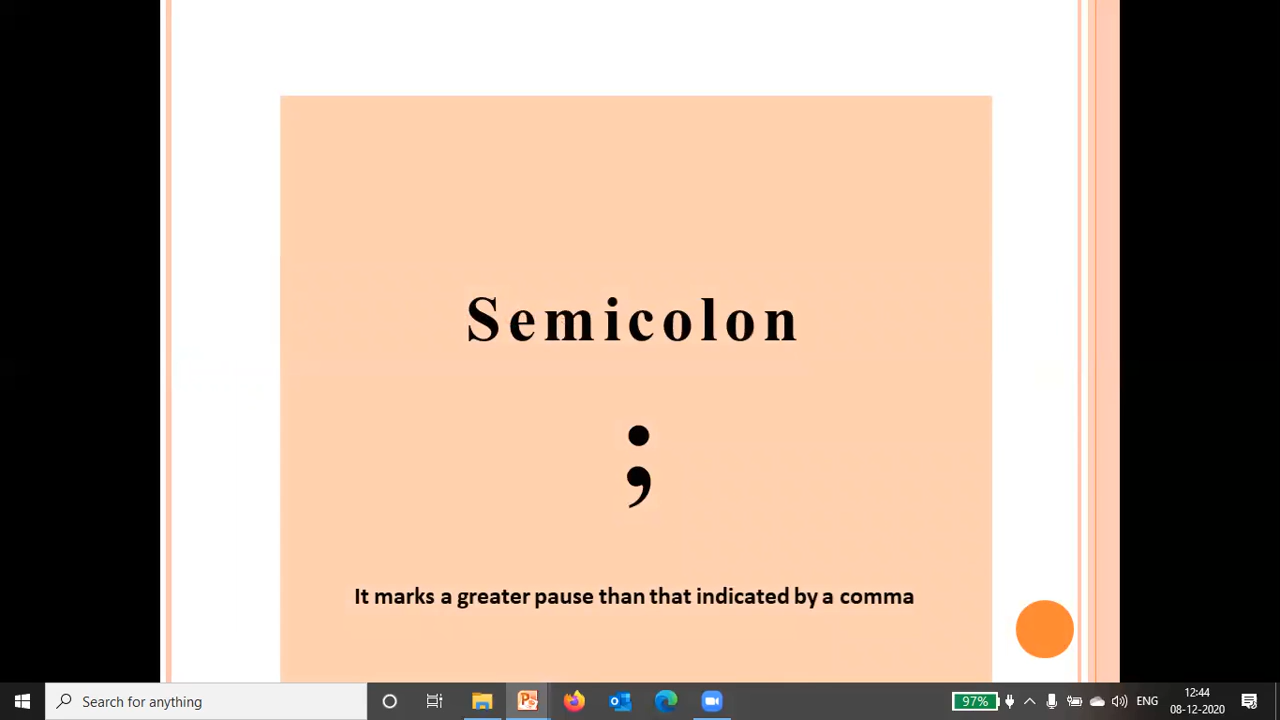 Semicolon
;
It marks a greater pause than that indicated by a comma
Search for anything
97%
ENG
12:44
08-12-2020